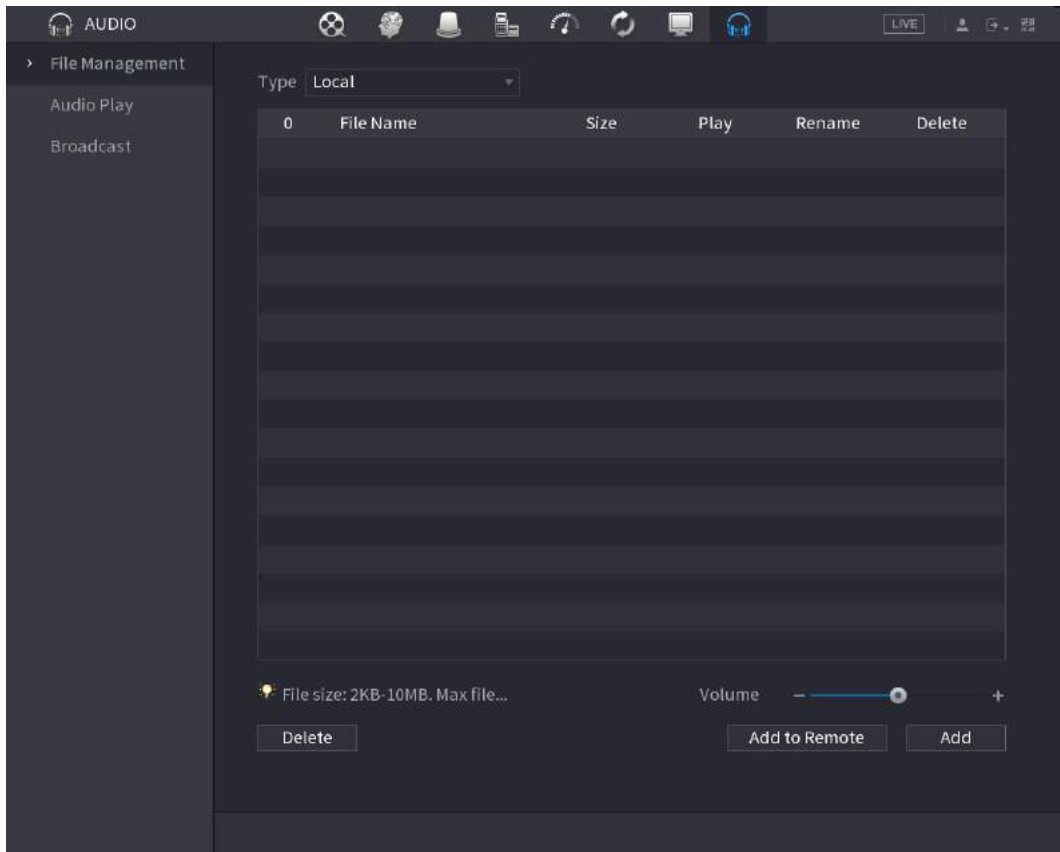 AUDIO
LIVE
File Management
Audio Play
Broadcast
Type Local
0 File Name Size Play Rename Delete
File size: 2KB-10MB. Max file...
Volume - +
Delete
Add to Remote
Add